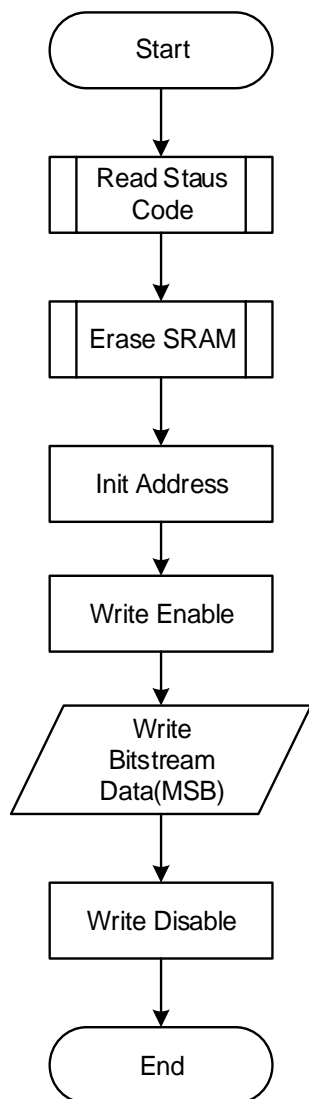 Start
Read Staus
Code
Erase SRAM
Init Address
Write Enable
Write
Bitstream
Data(MSB)
Write Disable
End